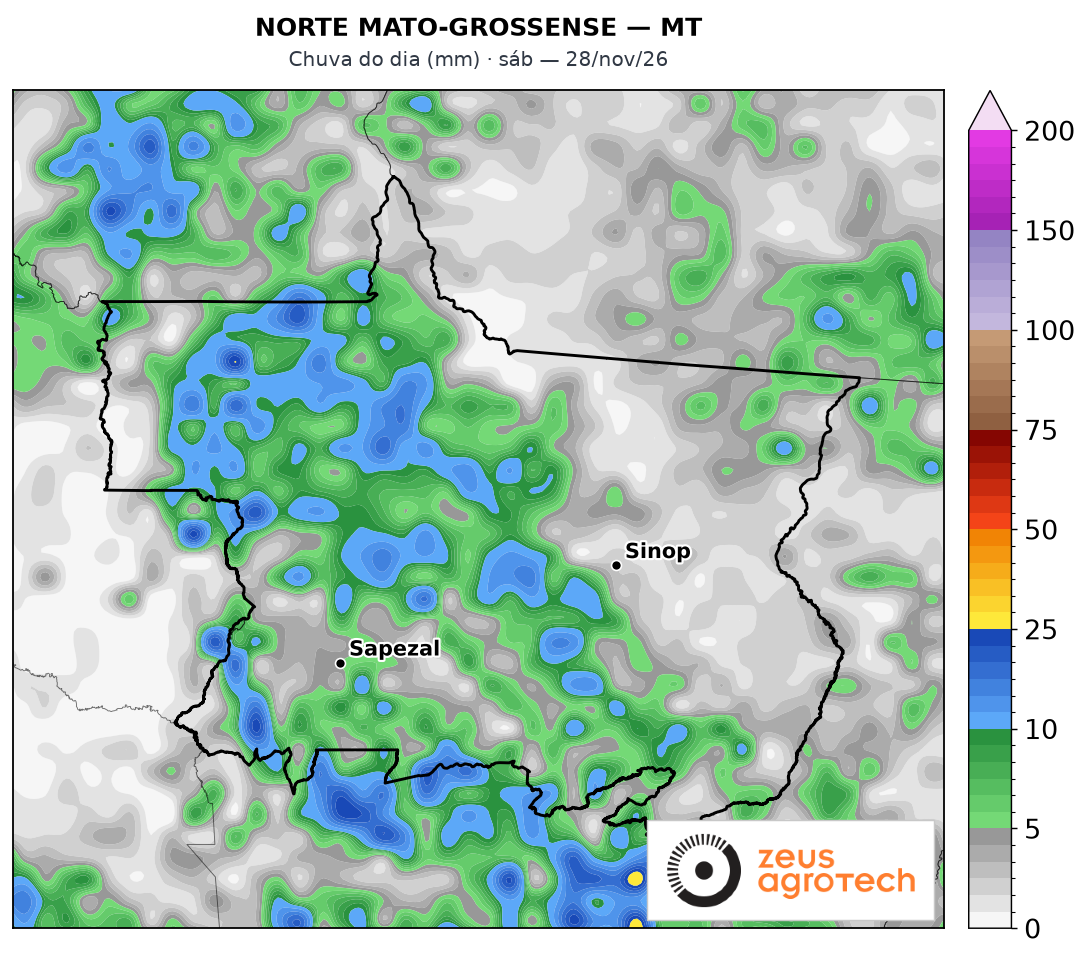 NORTE MATO-GROSSENSE — MT
Chuva do dia (mm) · sáb — 28/nov/26
200
150
100
75
50
25
10
5
0
Sinop
Sapezal
zeus
agrotech